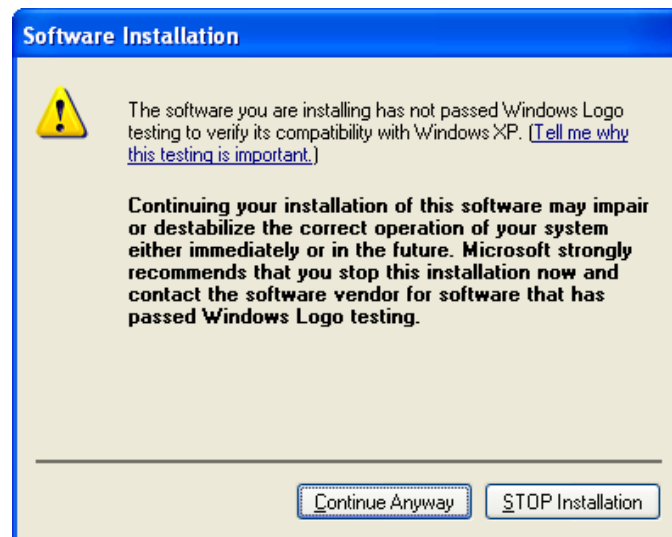 Software Installation
The software you are installing has not passed Windows Logo
testing to verify its compatibility with Windows XP. (Tell me why
this testing is important.)
Continuing your installation of this software may impair
or destabilize the correct operation of your system
either immediately or in the future. Microsoft strongly
recommends that you stop this installation now and
contact the software vendor for software that has
passed Windows Logo testing.
Continue Anyway
STOP Installation